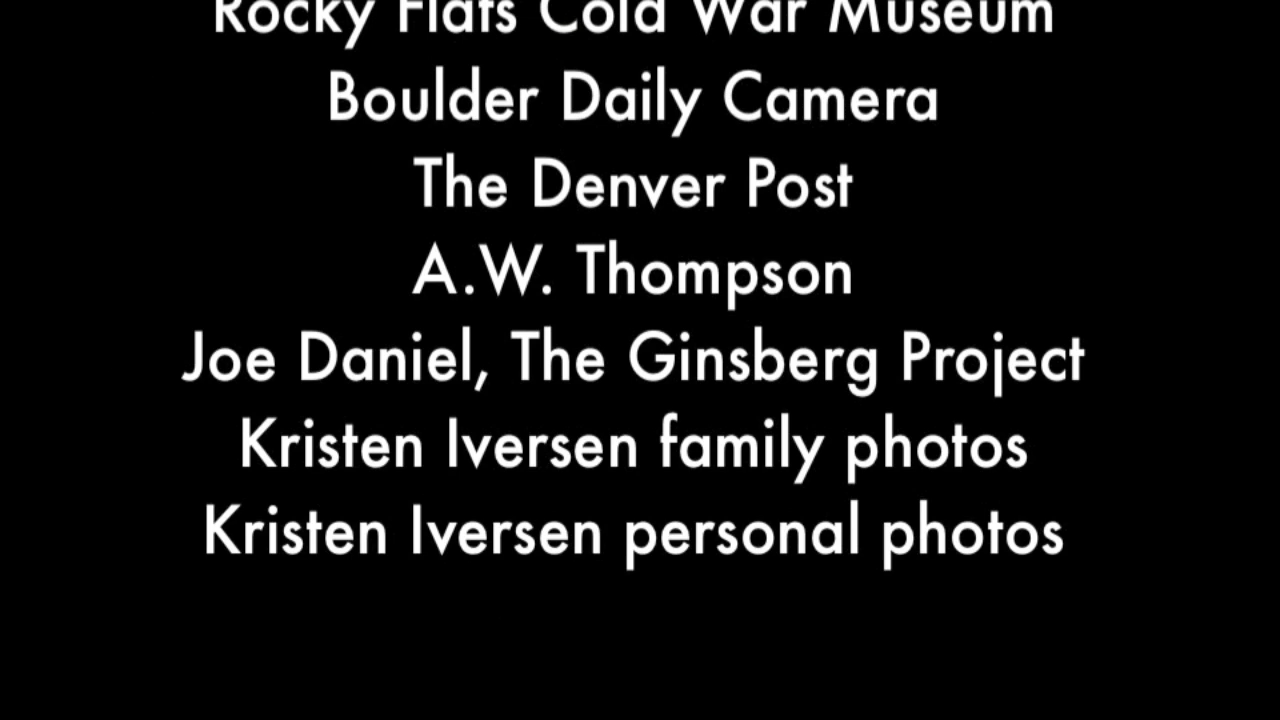 Rocky Flats Cold War Museum
Boulder Daily Camera
The Denver Post
A.W. Thompson
Joe Daniel, The Ginsberg Project
Kristen Iversen family photos
Kristen Iversen personal photos